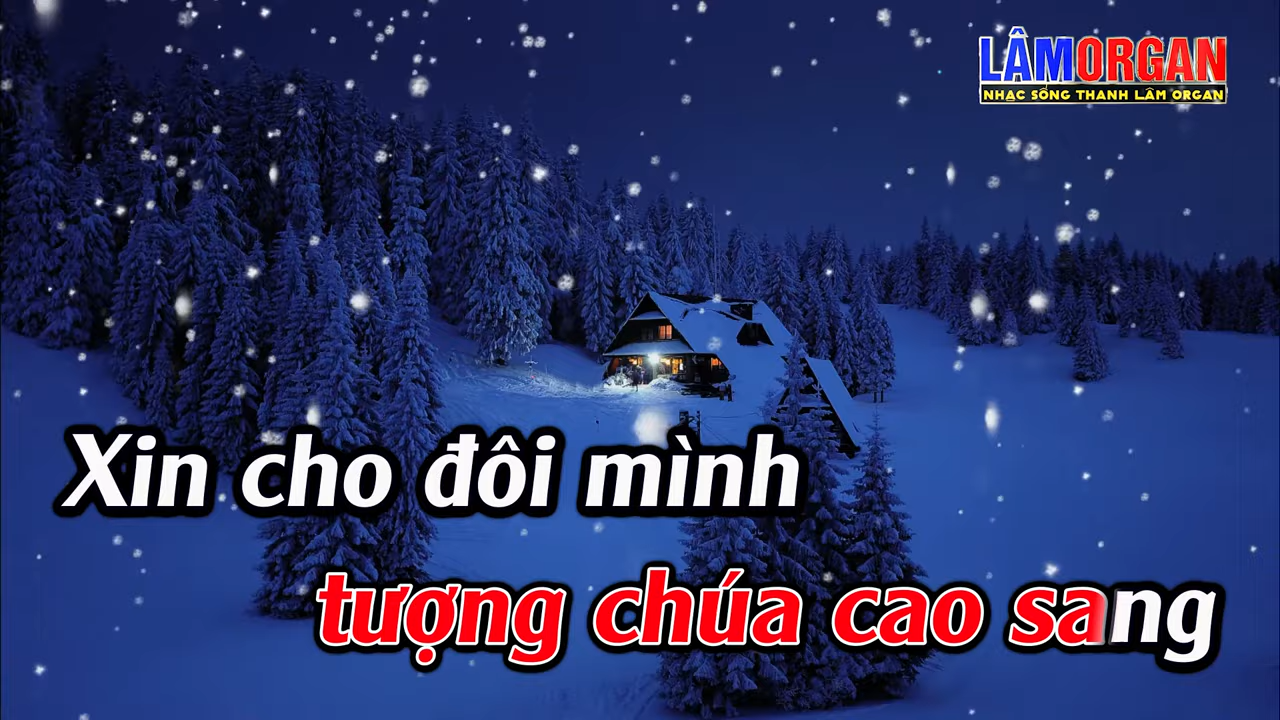 LÂMORGAN
NHẠC SỐNG THANH LÂM ORGAN
Xin cho đôi mình
tượng chúa cao sang